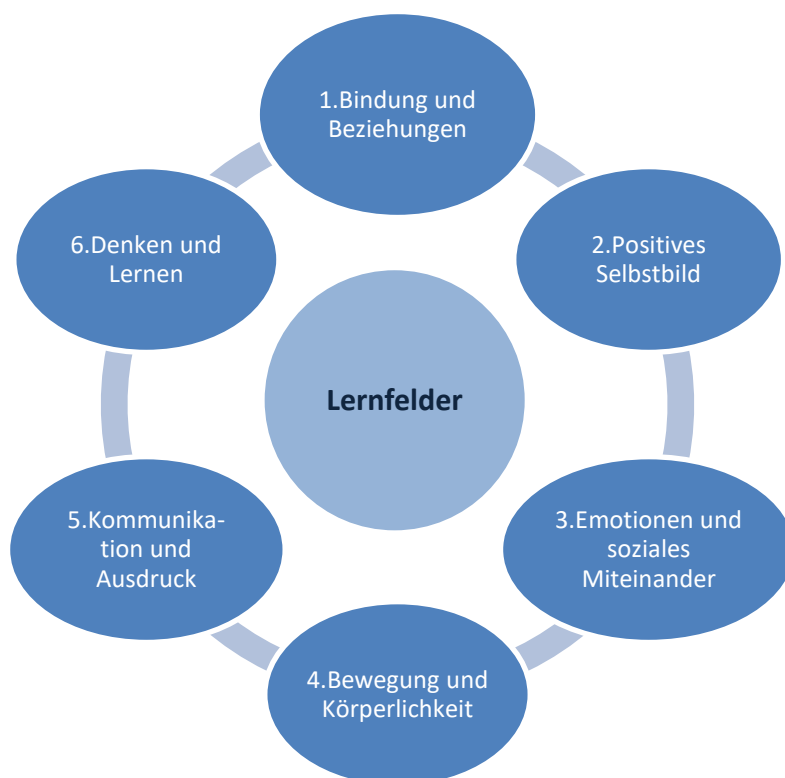 1.Bindung und
Beziehungen
2.Positives
Selbstbild
3.Emotionen und
soziales
Miteinander
4.Bewegung und
Körperlichkeit
5.Kommunika-
tion und
Ausdruck
6.Denken und
Lernen
Lernfelder